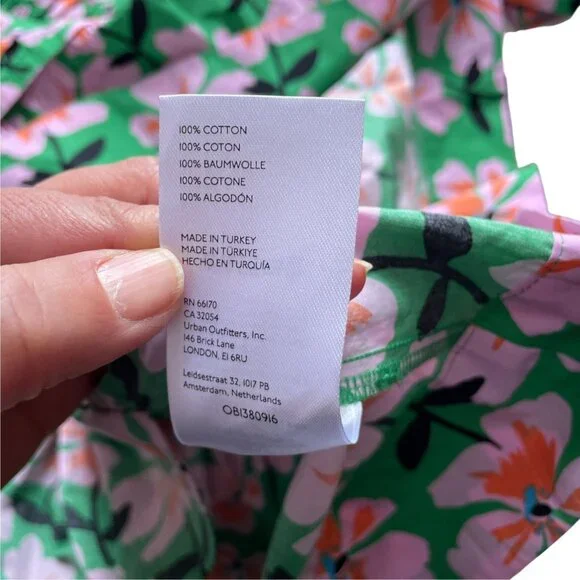 100% COTTON
100% COTON
100% BAUMWOLLE
100% COTONE
100% ALGODÓN
MADE IN TURKEY
MADE IN TÜRKIYE
HECHO EN TURQUÍA
RN 66170
CA 32054
Urban Outfitters, Inc.
146 Brick Lane
LONDON, E1 6RU
Leidsestraat 32, 1017 PB
Amsterdam, Netherlands
OB1380916